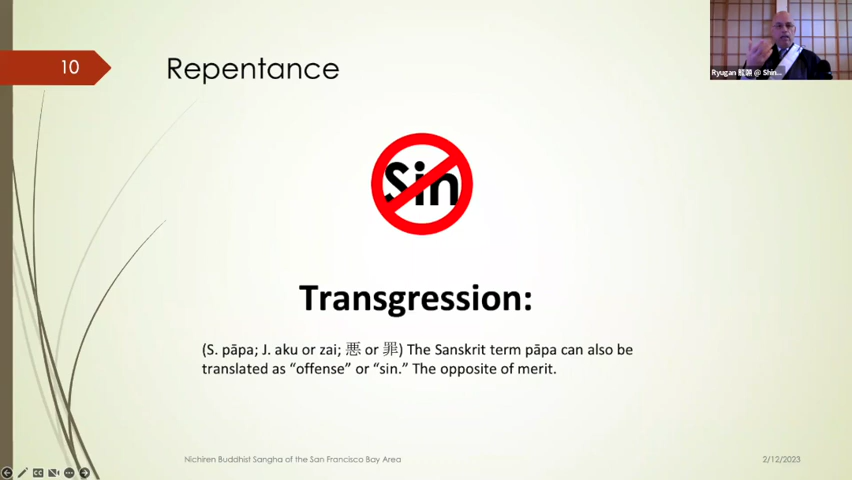 10
Repentance
Ryugan 龍顔 @ Shin...
Sin
Transgression:
(S. pāpa; J. aku or zai; 悪 or 罪) The Sanskrit term pāpa can also be
translated as “offense” or “sin.” The opposite of merit.
Nichiren Buddhist Sangha of the San Francisco Bay Area
2/12/2023